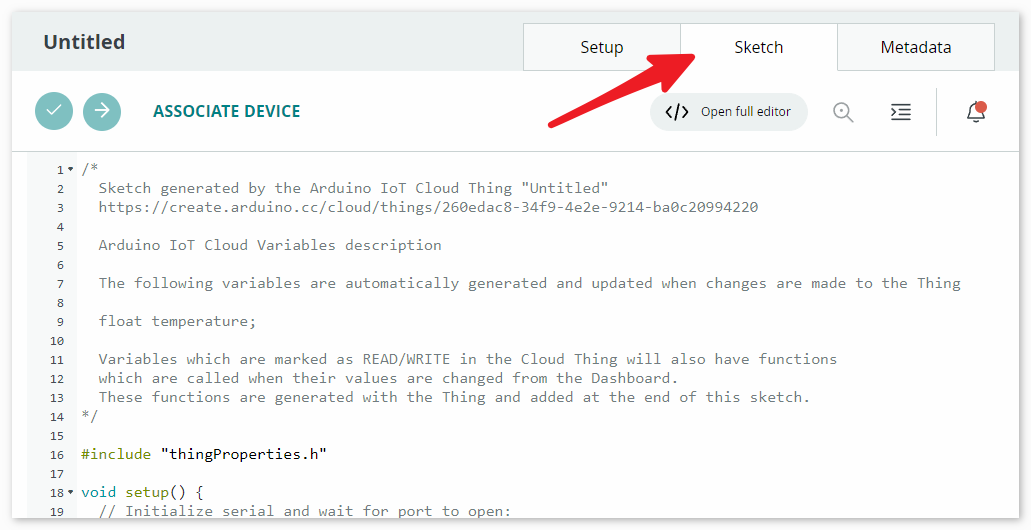 Untitled
Setup
Sketch
Metadata
ASSOCIATE DEVICE
</> Open full editor
1 /*
2 Sketch generated by the Arduino IoT Cloud Thing "Untitled"
3 https://create.arduino.cc/cloud/things/260edac8-34f9-4e2e-9214-ba0c20994220
4
5 Arduino IoT Cloud Variables description
6
7 The following variables are automatically generated and updated when changes are made to the Thing
8
9 float temperature;
10
11 Variables which are marked as READ/WRITE in the Cloud Thing will also have functions
12 which are called when their values are changed from the Dashboard.
13 These functions are generated with the Thing and added at the end of this sketch.
14 */
15
16 #include "thingProperties.h"
17
18 void setup() {
19 // Initialize serial and wait for port to open: